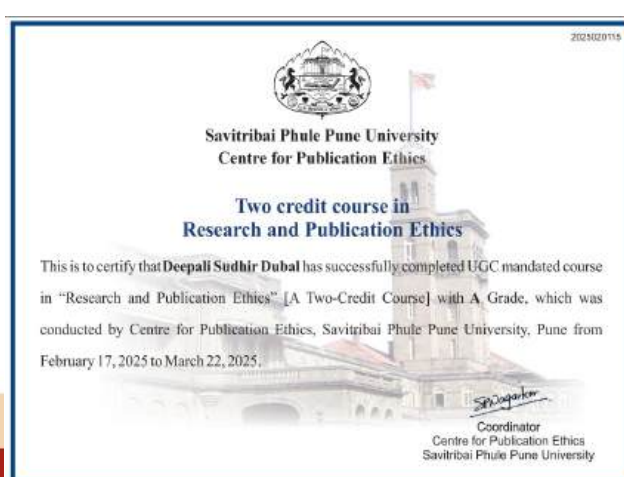 2025020115
Savitribai Phule Pune University
Centre for Publication Ethics
Two credit course in
Research and Publication Ethics
This is to certify that Deepali Sudhir Dubal has successfully completed UGC mandated course
in “Research and Publication Ethics” [A Two-Credit Course] with A Grade, which was
conducted by Centre for Publication Ethics, Savitribai Phule Pune University, Pune from
February 17, 2025 to March 22, 2025.
Coordinator
Centre for Publication Ethics
Savitribai Phule Pune University